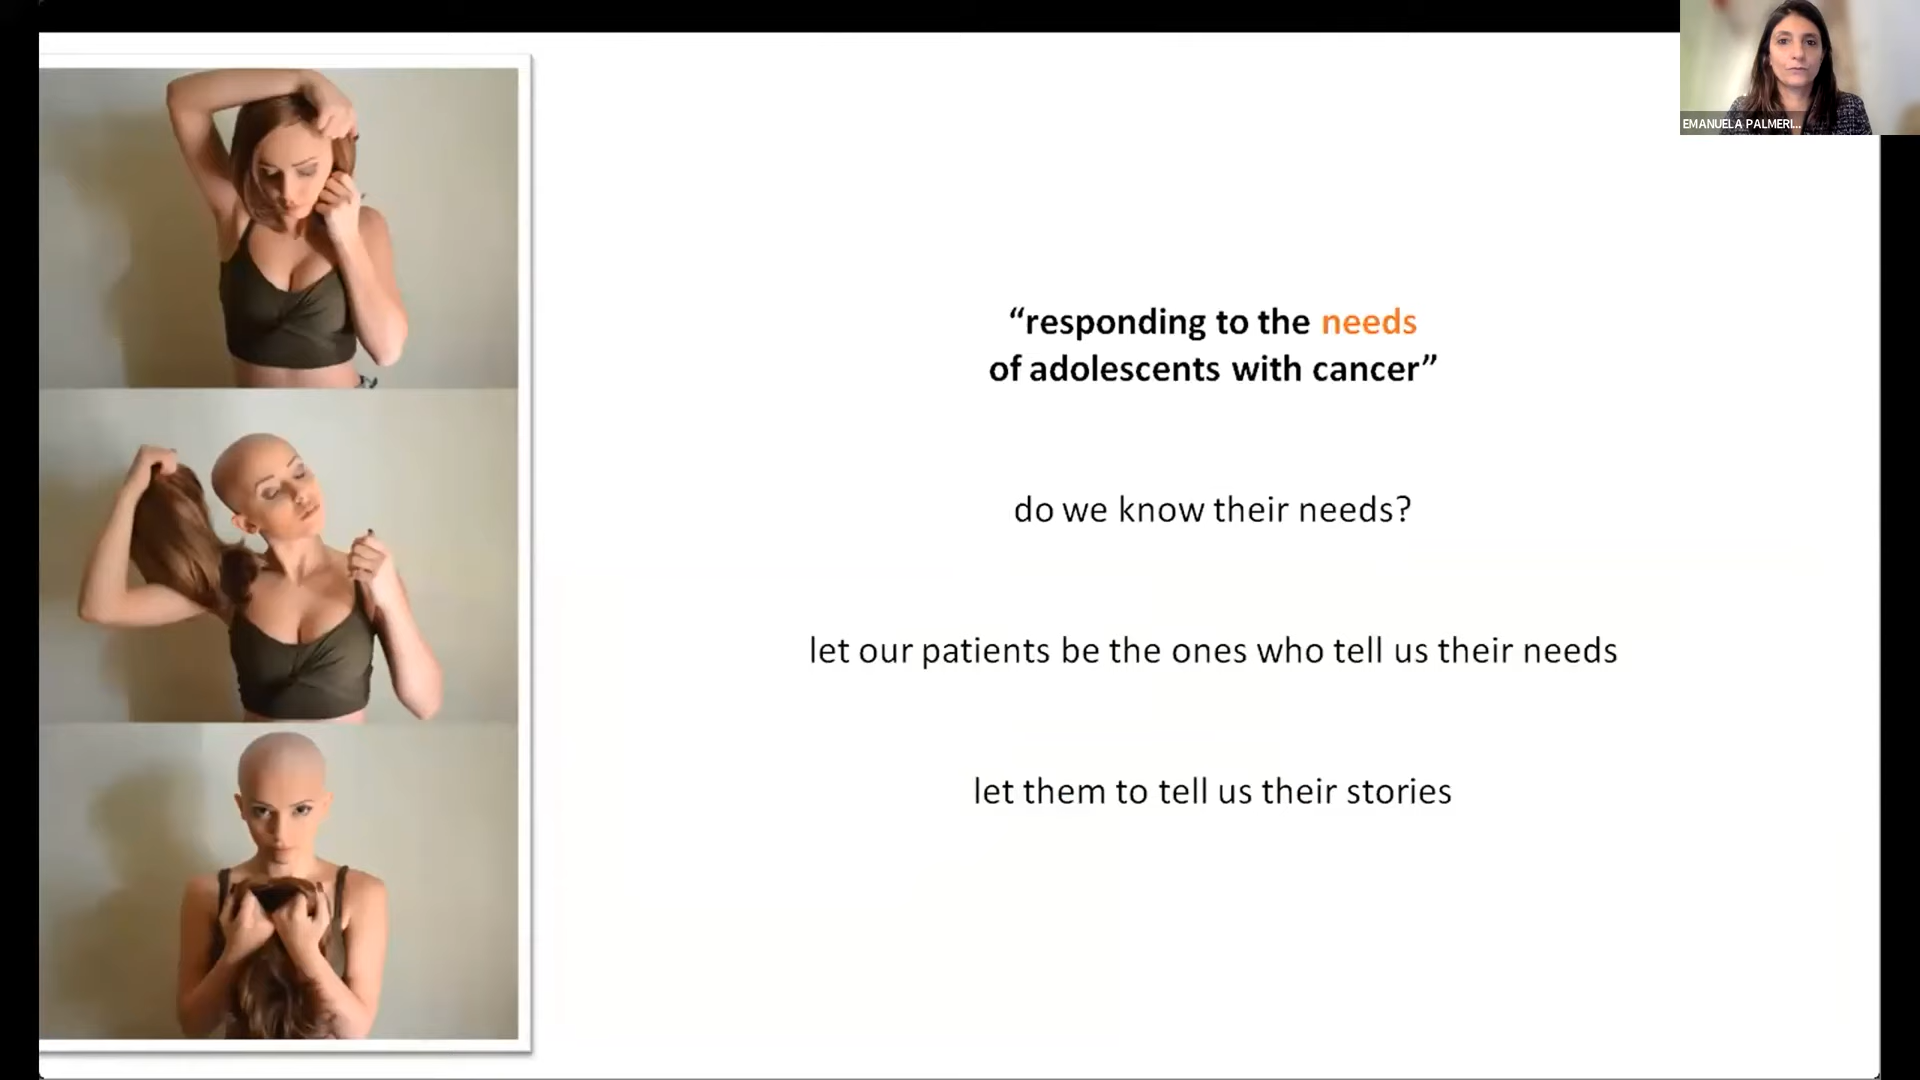 EMANUELA PALMERI...
“responding to the needs
of adolescents with cancer”
do we know their needs?
let our patients be the ones who tell us their needs
let them to tell us their stories